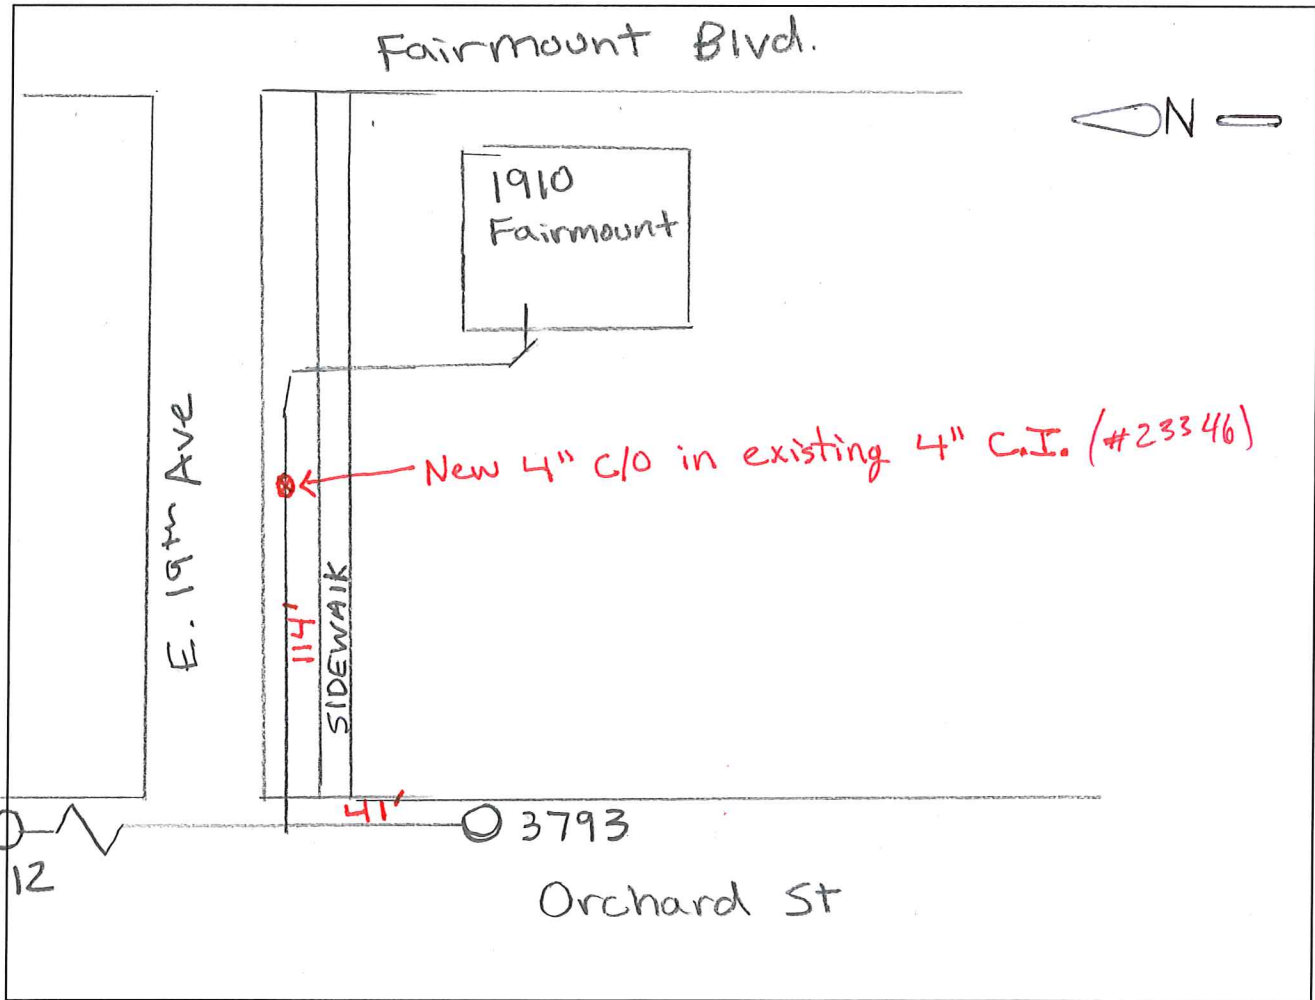 Fairmount Blvd.
N
1910
Fairmount
New 4" c/o in existing 4" C.I. (#23346)
E. 19th Ave
114'
SIDEWAlK
41'
3793
12
Orchard St